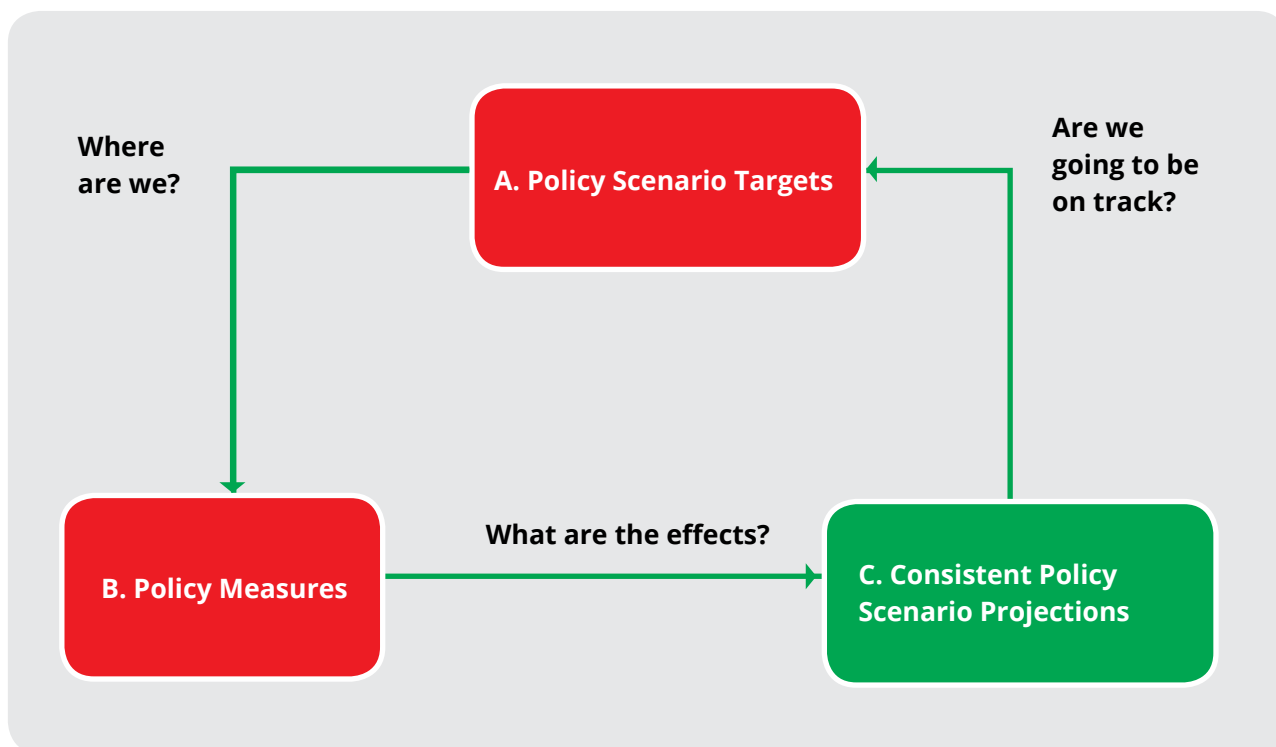 Where
are we?
A. Policy Scenario Targets
Are we
going to be
on track?
B. Policy Measures
What are the effects?
C. Consistent Policy
Scenario Projections